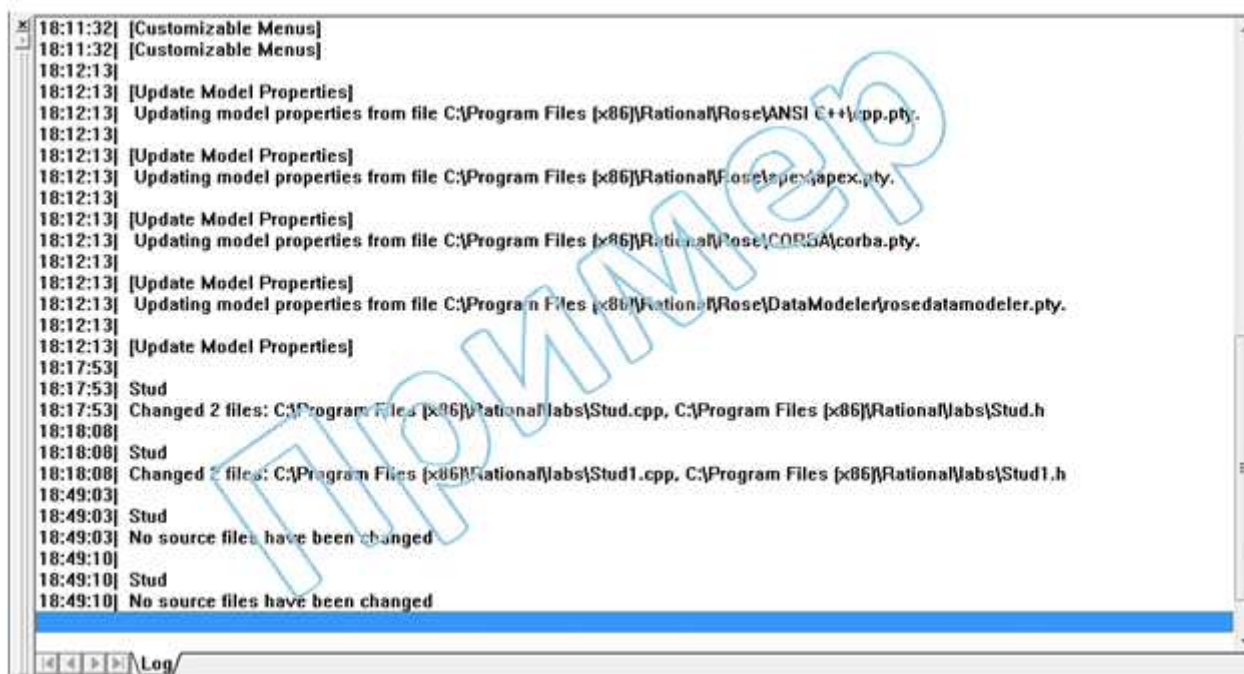 18:11:32| [Customizable Menus]
18:11:32| [Customizable Menus]
18:12:13|
18:12:13| [Update Model Properties]
18:12:13| Updating model properties from file C:\Program Files (x86)\Rational\Rose\ANSI C++\cpp.pty.
18:12:13|
18:12:13| [Update Model Properties]
18:12:13| Updating model properties from file C:\Program Files (x86)\Rational\Rose\apex\apex.pty.
18:12:13|
18:12:13| [Update Model Properties]
18:12:13| Updating model properties from file C:\Program Files (x86)\Rational\Rose\CORBA\corba.pty.
18:12:13|
18:12:13| [Update Model Properties]
18:12:13| Updating model properties from file C:\Program Files (x86)\Rational\Rose\DataModeler\rosedatamodeler.pty.
18:12:13|
18:12:13| [Update Model Properties]
18:17:53|
18:17:53| Stud
18:17:53| Changed 2 files: C:\Program Files (x86)\Rational\labs\Stud.cpp, C:\Program Files (x86)\Rational\labs\Stud.h
18:18:08|
18:18:08| Stud
18:18:08| Changed 2 files: C:\Program Files (x86)\Rational\labs\Stud1.cpp, C:\Program Files (x86)\Rational\labs\Stud1.h
18:49:03|
18:49:03| Stud
18:49:03| No source files have been changed
18:49:10|
18:49:10| Stud
18:49:10| No source files have been changed
Log
Пример